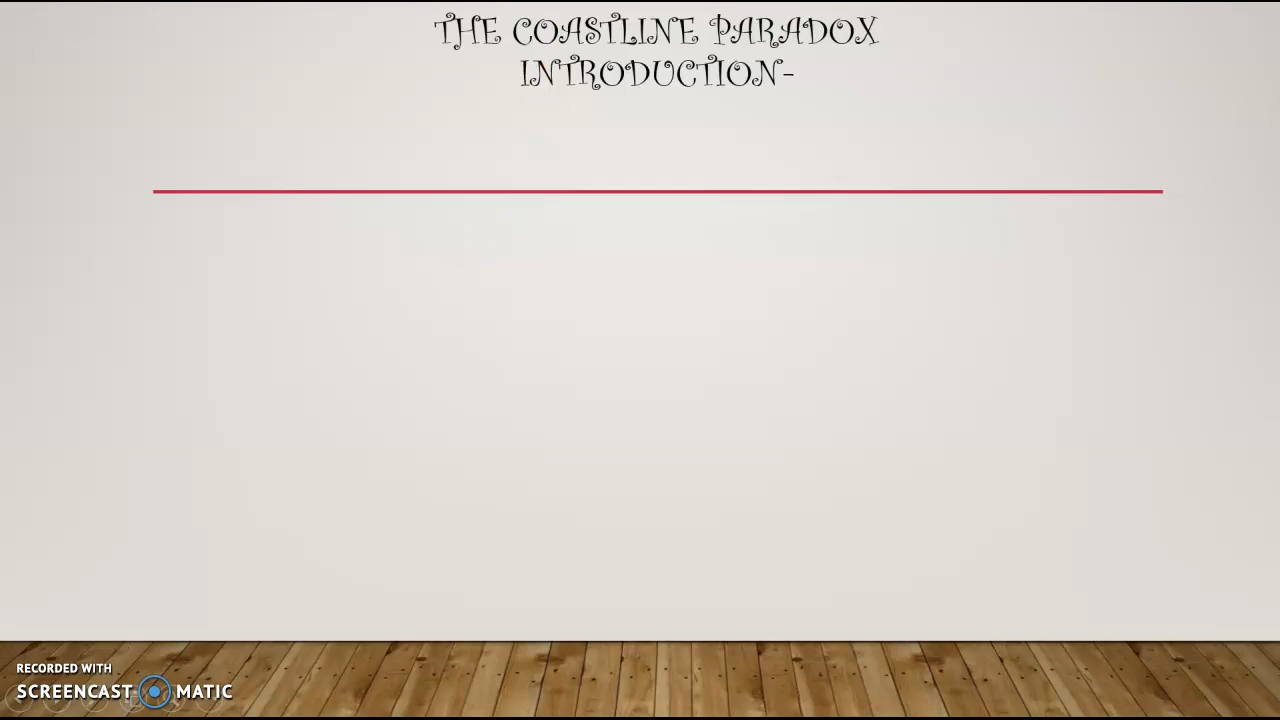 THE COASTLINE PARADOX
INTRODUCTION-
RECORDED WITH
SCREENCAST MATIC